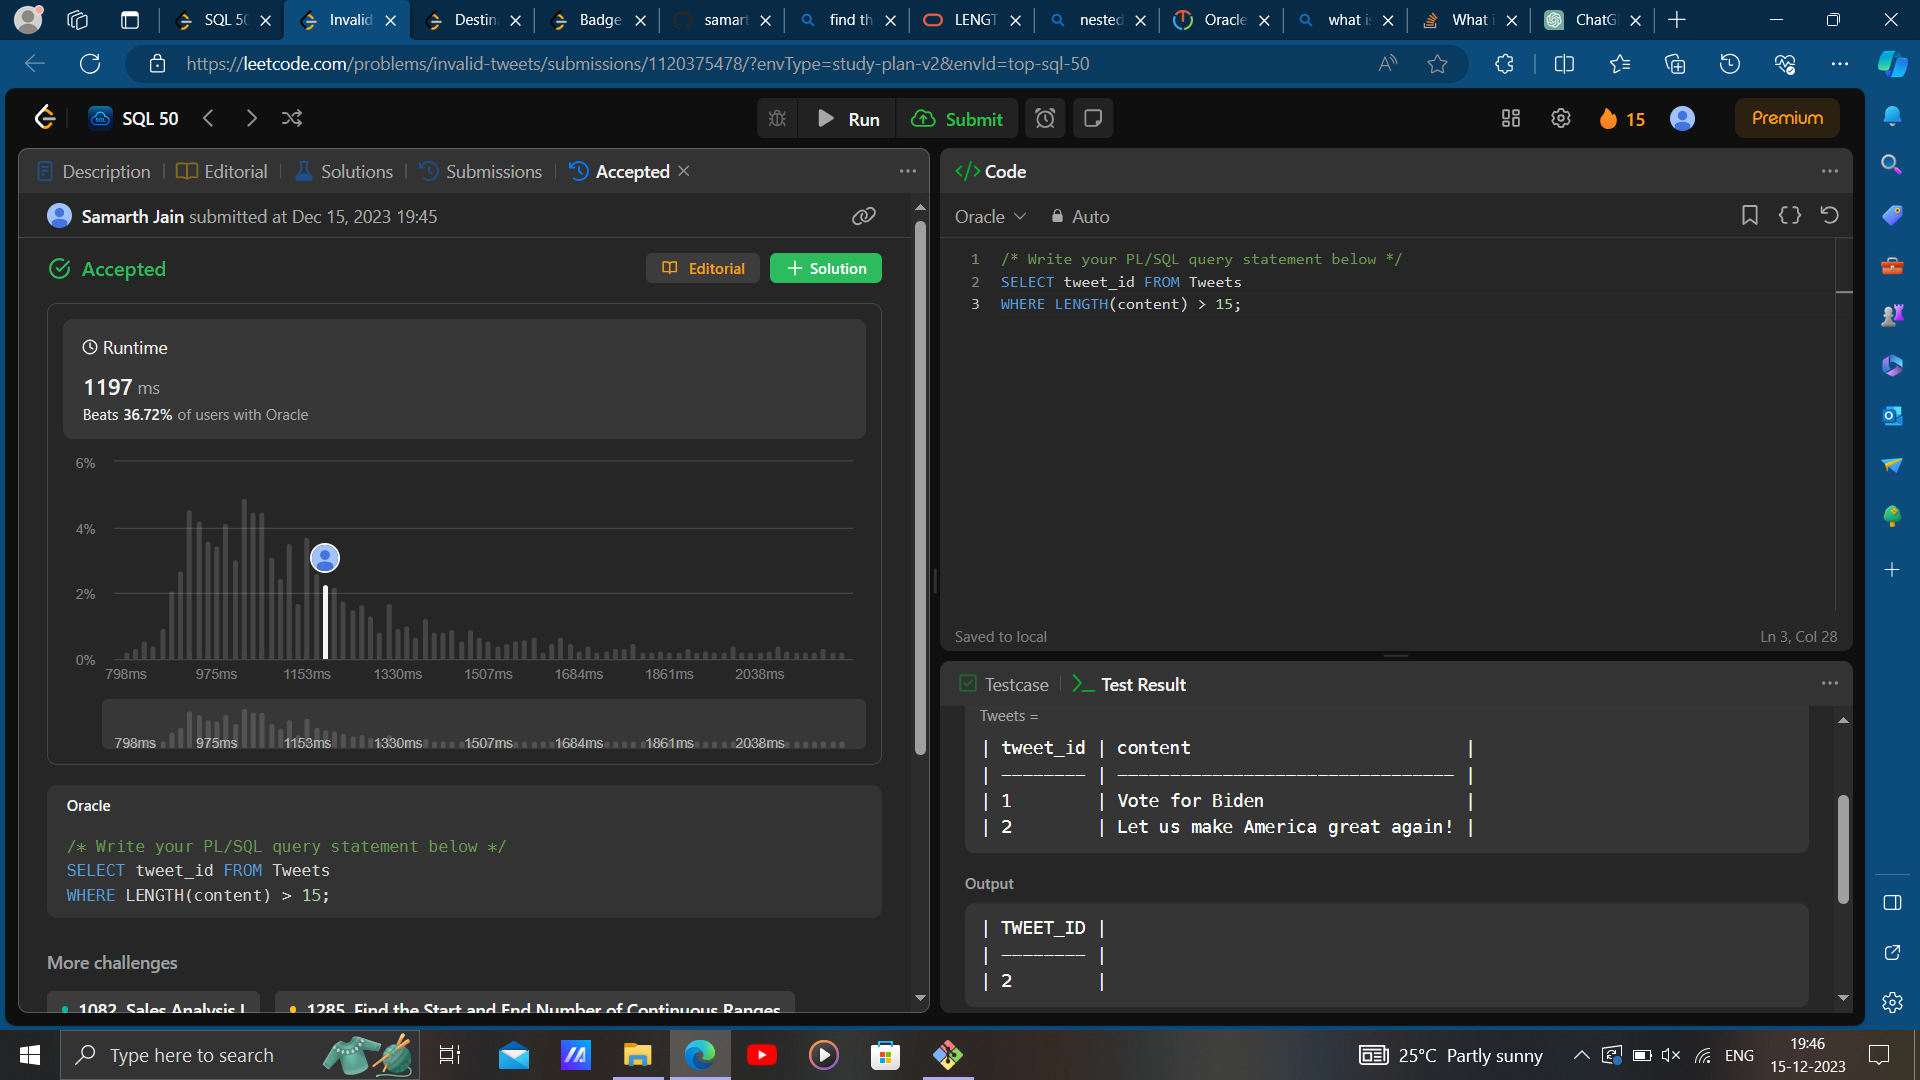 SQL 50
Invalid
Destin
Badge
samart
find th
LENGT
nested
Oracle
what is
What i
ChatG
https://leetcode.com/problems/invalid-tweets/submissions/1120375478/?envType=study-plan-v2&envId=top-sql-50
SQL 50
Run
Submit
15
Premium
Description
Editorial
Solutions
Submissions
Accepted
Samarth Jain submitted at Dec 15, 2023 19:45
Accepted
Editorial
+ Solution
Runtime
1197 ms
Beats 36.72% of users with Oracle
6%
4%
2%
0%
798ms 975ms 1153ms 1330ms 1507ms 1684ms 1861ms 2038ms
798ms 975ms 1153ms 1330ms 1507ms 1684ms 1861ms 2038ms
Oracle
/* Write your PL/SQL query statement below */
SELECT tweet_id FROM Tweets
WHERE LENGTH(content) > 15;
More challenges
1082. Sales Analysis I
1285. Find the Start and End Number of Continuous Ranges
</> Code
Oracle
Auto
1 /* Write your PL/SQL query statement below */
2 SELECT tweet_id FROM Tweets
3 WHERE LENGTH(content) > 15;
Saved to local
Ln 3, Col 28
Testcase
Test Result
Tweets =
| tweet_id | content |
| -------- | -------------------------------- |
| 1 | Vote for Biden |
| 2 | Let us make America great again! |
Output
| TWEET_ID |
| -------- |
| 2 |
Type here to search
25°C Partly sunny
ENG
19:46
15-12-2023